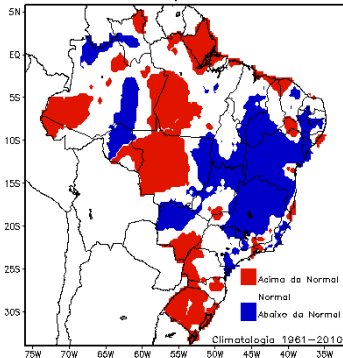 5N
EQ
5S
10S
15S
20S
25S
30S
Acima da Normal
Normal
Abaixo da Normal
Climatologia 1961-2010
75W 70W 65W 60W 55W 50W 45W 40W 35W